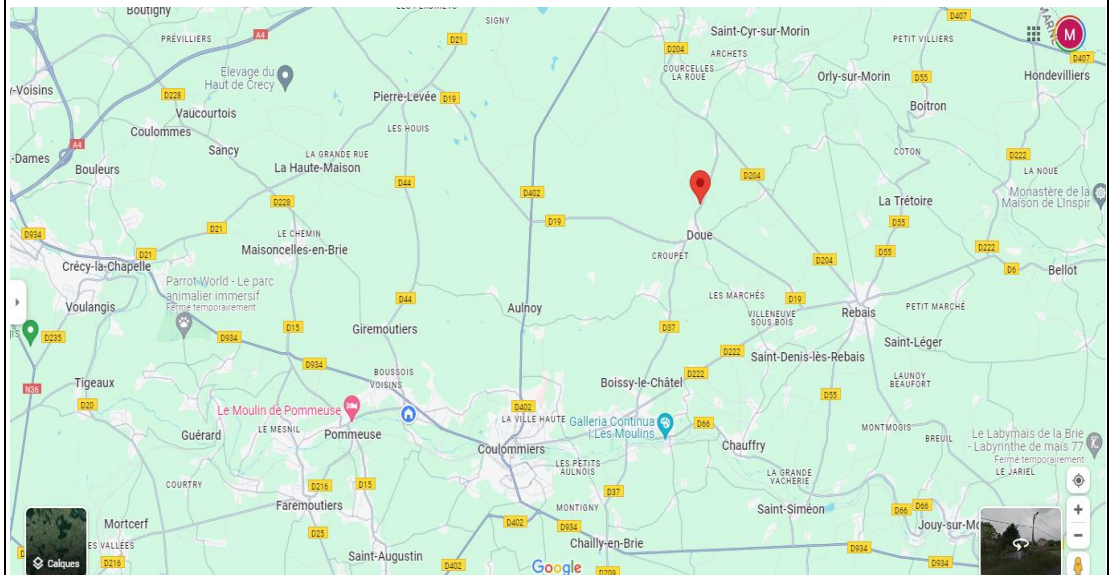 Boutigny
SIGNY
D407
MARNE
PRÉVILLIERS
A4
D21
D204
Saint-Cyr-sur-Morin
PETIT VILLIERS
M
ARCHETS
D407
COURCELLES
LA ROUE
Elevage du
Haut de Crecy
Orly-sur-Morin
D55
Hondevilliers
y-Voisins
D228
Pierre-Levée
D19
Boitron
Vaucourtois
Coulommes
LES HOUIS
A4
Sancy
COTON
D222
-Dames
Bouleurs
LA GRANDE RUE
La Haute-Maison
LA NOUE
D44
D402
D204
Monastère de la
Maison de L'Inspir
D228
La Trétoire
D19
D55
D934
D21
LE CHEMIN
Doue
D222
D21
Maisoncelles-en-Brie
CROUPET
D204
D55
D6
Bellot
Crécy-la-Chapelle
Parrot World - Le parc
animalier immersif
Fermé temporairement
Voulangis
D44
Aulnoy
LES MARCHÉS
D19
PETIT MARCHÉ
VILLENEUVE
SOUS BOIS
Rebais
D235
D15
Giremoutiers
D37
D934
Saint-Léger
D222
Saint-Denis-lès-Rebais
D934
BOUSSOIS
VOISINS
D222
LAUNOY
BEAUFORT
Tigeaux
N36
Boissy-le-Châtel
D55
D20
Le Moulin de Pommeuse
D402
LA VILLE HAUTE
Galleria Continua
/ Les Moulins
D66
MONTMOGIS
Guérard
LE MESNIL
Pommeuse
BREUIL
Le Labymaïs de la Brie
- Labyrinthe de maïs 77
Fermé temporairement
Coulommiers
Chauffry
LES PETITS
AULNOIS
LE JARIEL
COURTRY
D216
D15
D37
LA GRANDE
VACHERIE
Faremoutiers
MONTIGNY
Saint-Siméon
D66
D66
Mortcerf
D402
D934
Jouy-sur-Mo
D25
Chailly-en-Brie
ES VALLÉES
D216
Saint-Augustin
D934
D934
Calques
Google
D209